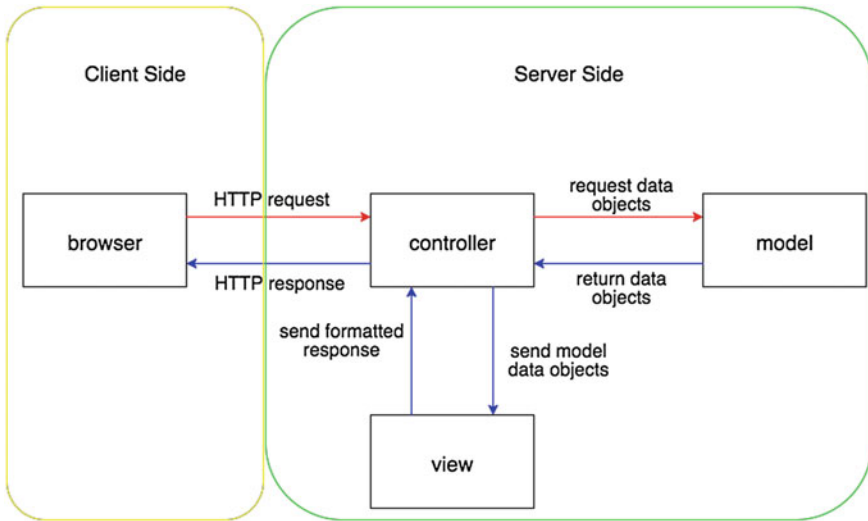 Client Side
Server Side
HTTP request
request data
objects
browser
controller
model
HTTP response
return data
objects
send formatted
response
send model
data objects
view